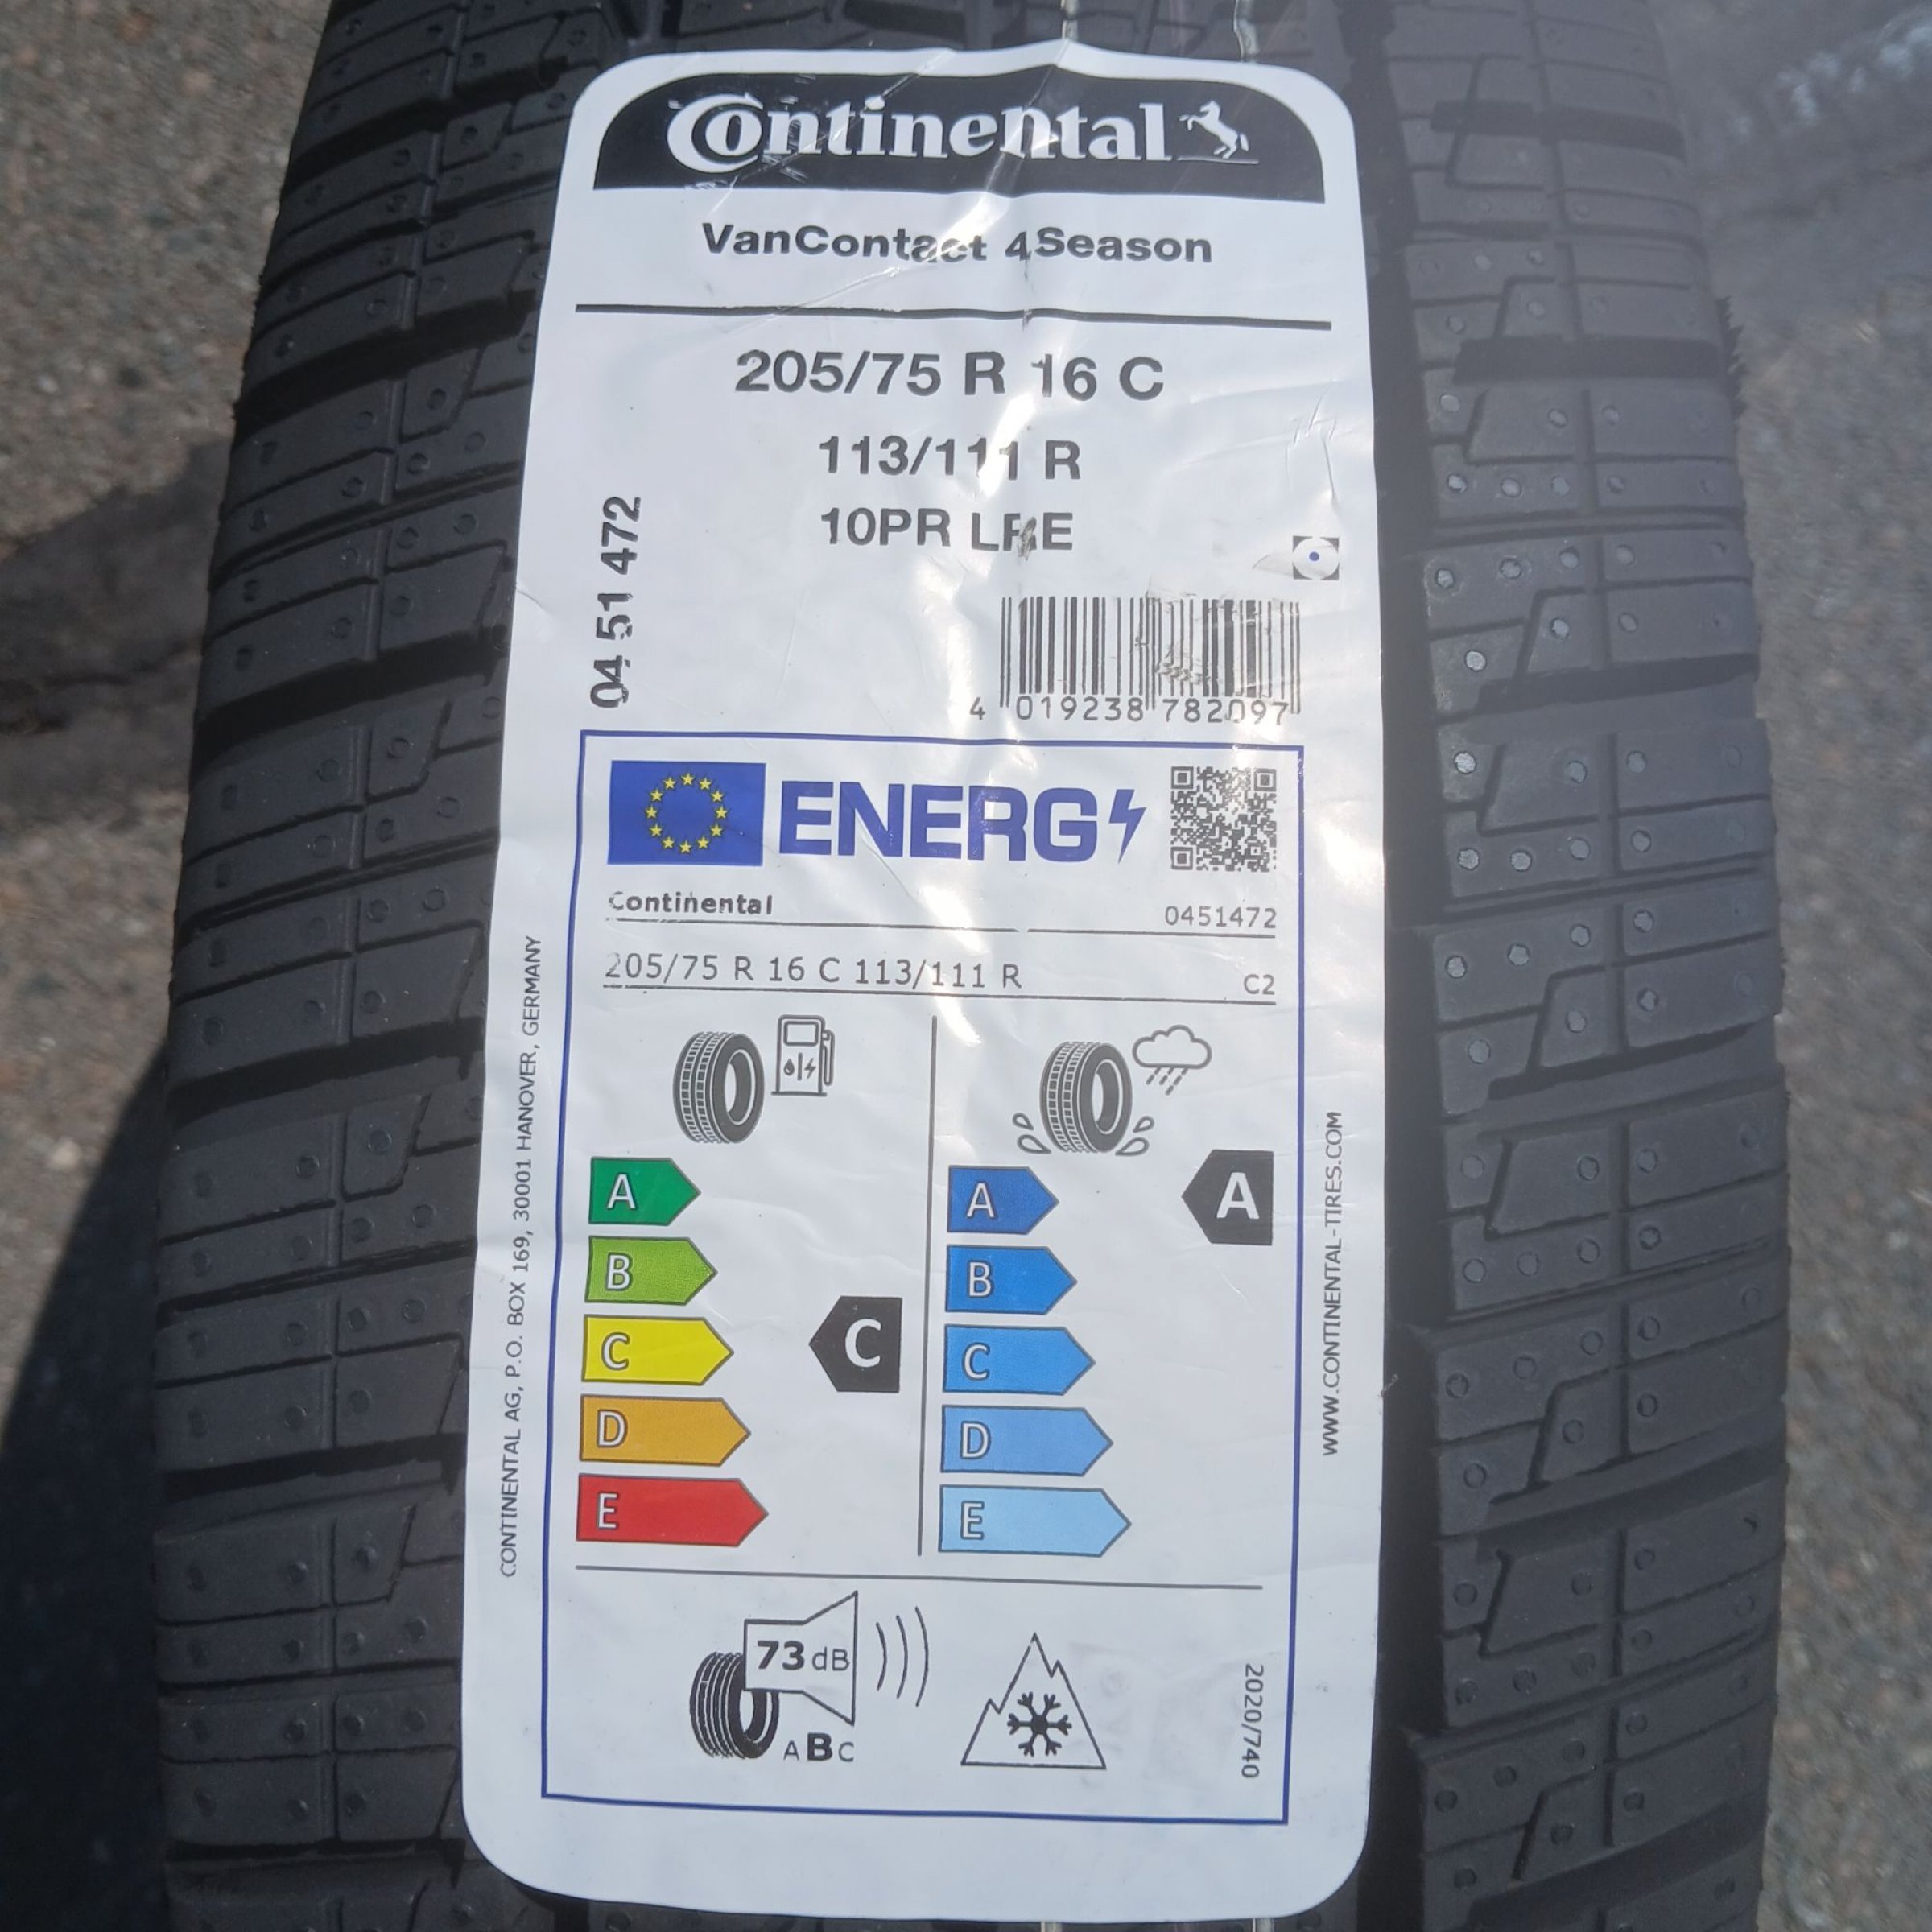 Continental
VanContact 4Season
205/75 R 16 C
113/111 R
10PR LRE
04 51 472
4 019238 782097
ENERG
Continental
0451472
205/75 R 16 C 113/111 R
C2
A
B
C
D
E
C
A
B
C
D
E
A
73 dB
ABC
2020/740
CONTINENTAL AG, P.O. BOX 169, 30001 HANOVER, GERMANY
WWW.CONTINENTAL-TIRES.COM